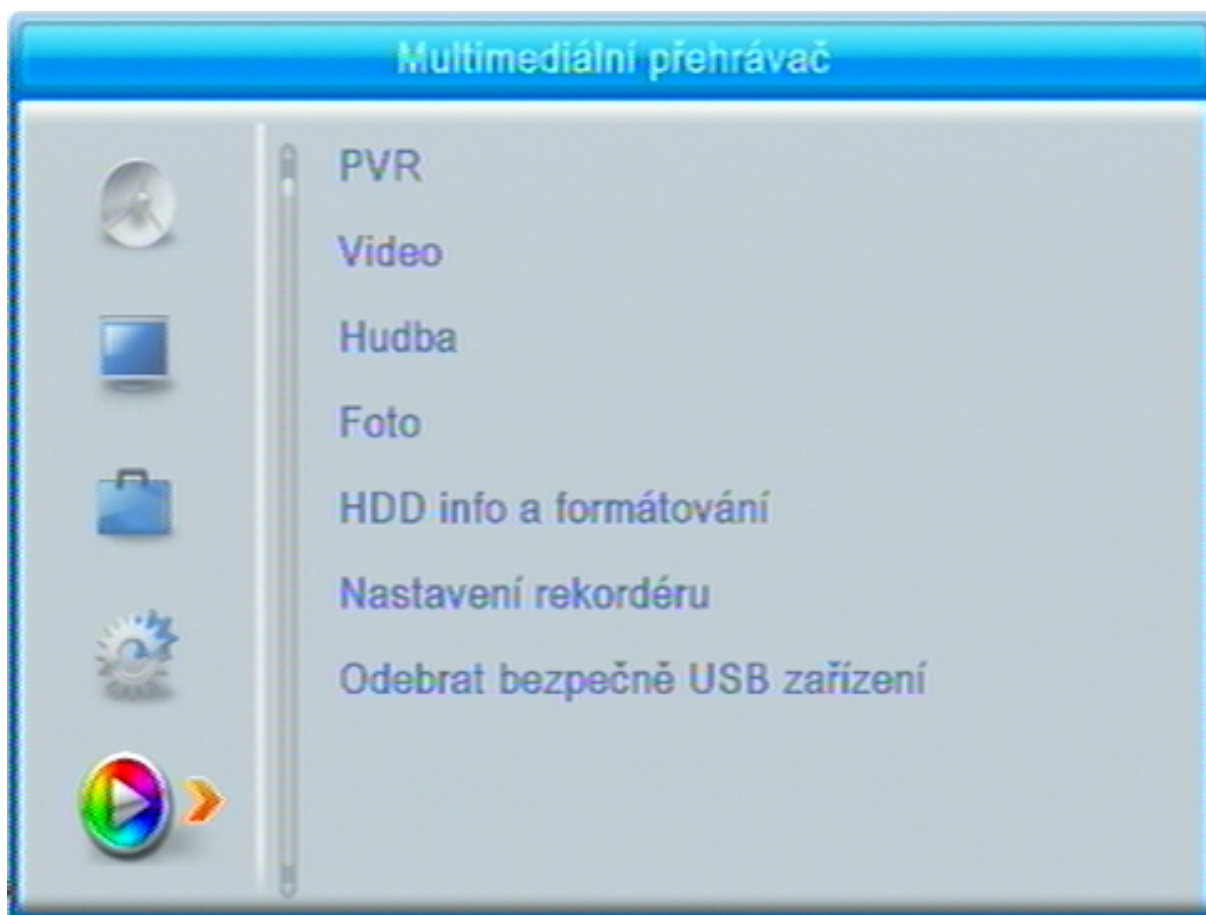 Multimediální přehrávač
PVR
Video
Hudba
Foto
HDD info a formátování
Nastavení rekordéru
Odebrat bezpečně USB zařízení